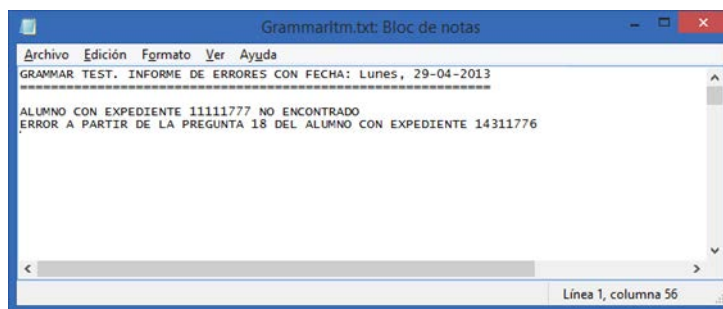 GrammarItm.txt: Bloc de notas
Archivo Edición Formato Ver Ayuda
GRAMMAR TEST. INFORME DE ERRORES CON FECHA: Lunes, 29-04-2013
=============================================================
ALUMNO CON EXPEDIENTE 11111777 NO ENCONTRADO
ERROR A PARTIR DE LA PREGUNTA 18 DEL ALUMNO CON EXPEDIENTE 14311776
Línea 1, columna 56